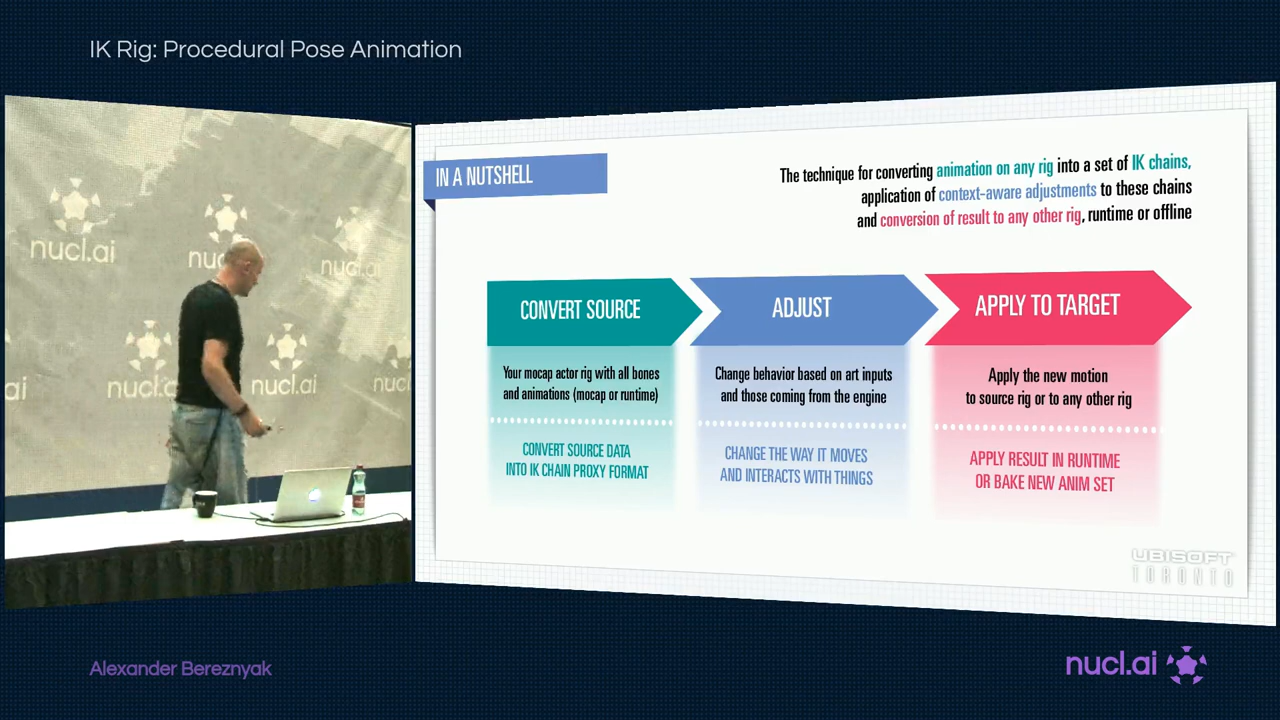 IK Rig: Procedural Pose Animation
nucl.ai
nucl.ai
nucl.ai
nucl.ai
nucl.ai
IN A NUTSHELL
The technique for converting animation on any rig into a set of IK chains,
application of context-aware adjustments to these chains
and conversion of result to any other rig, runtime or offline
CONVERT SOURCE
ADJUST
APPLY TO TARGET
Your mocap actor rig with all bones
and animations (mocap or runtime)
Change behavior based on art inputs
and those coming from the engine
Apply the new motion
to source rig or to any other rig
CONVERT SOURCE DATA
INTO IK CHAIN PROXY FORMAT
CHANGE THE WAY IT MOVES
AND INTERACTS WITH THINGS
APPLY RESULT IN RUNTIME
OR BAKE NEW ANIM SET
UBISOFT
TORONTO
Alexander Bereznyak
nucl.ai